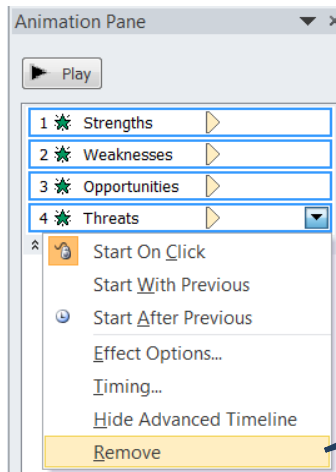 Animation Pane
Play
1 Strengths
2 Weaknesses
3 Opportunities
4 Threats
Start On Click
Start With Previous
Start After Previous
Effect Options...
Timing...
Hide Advanced Timeline
Remove